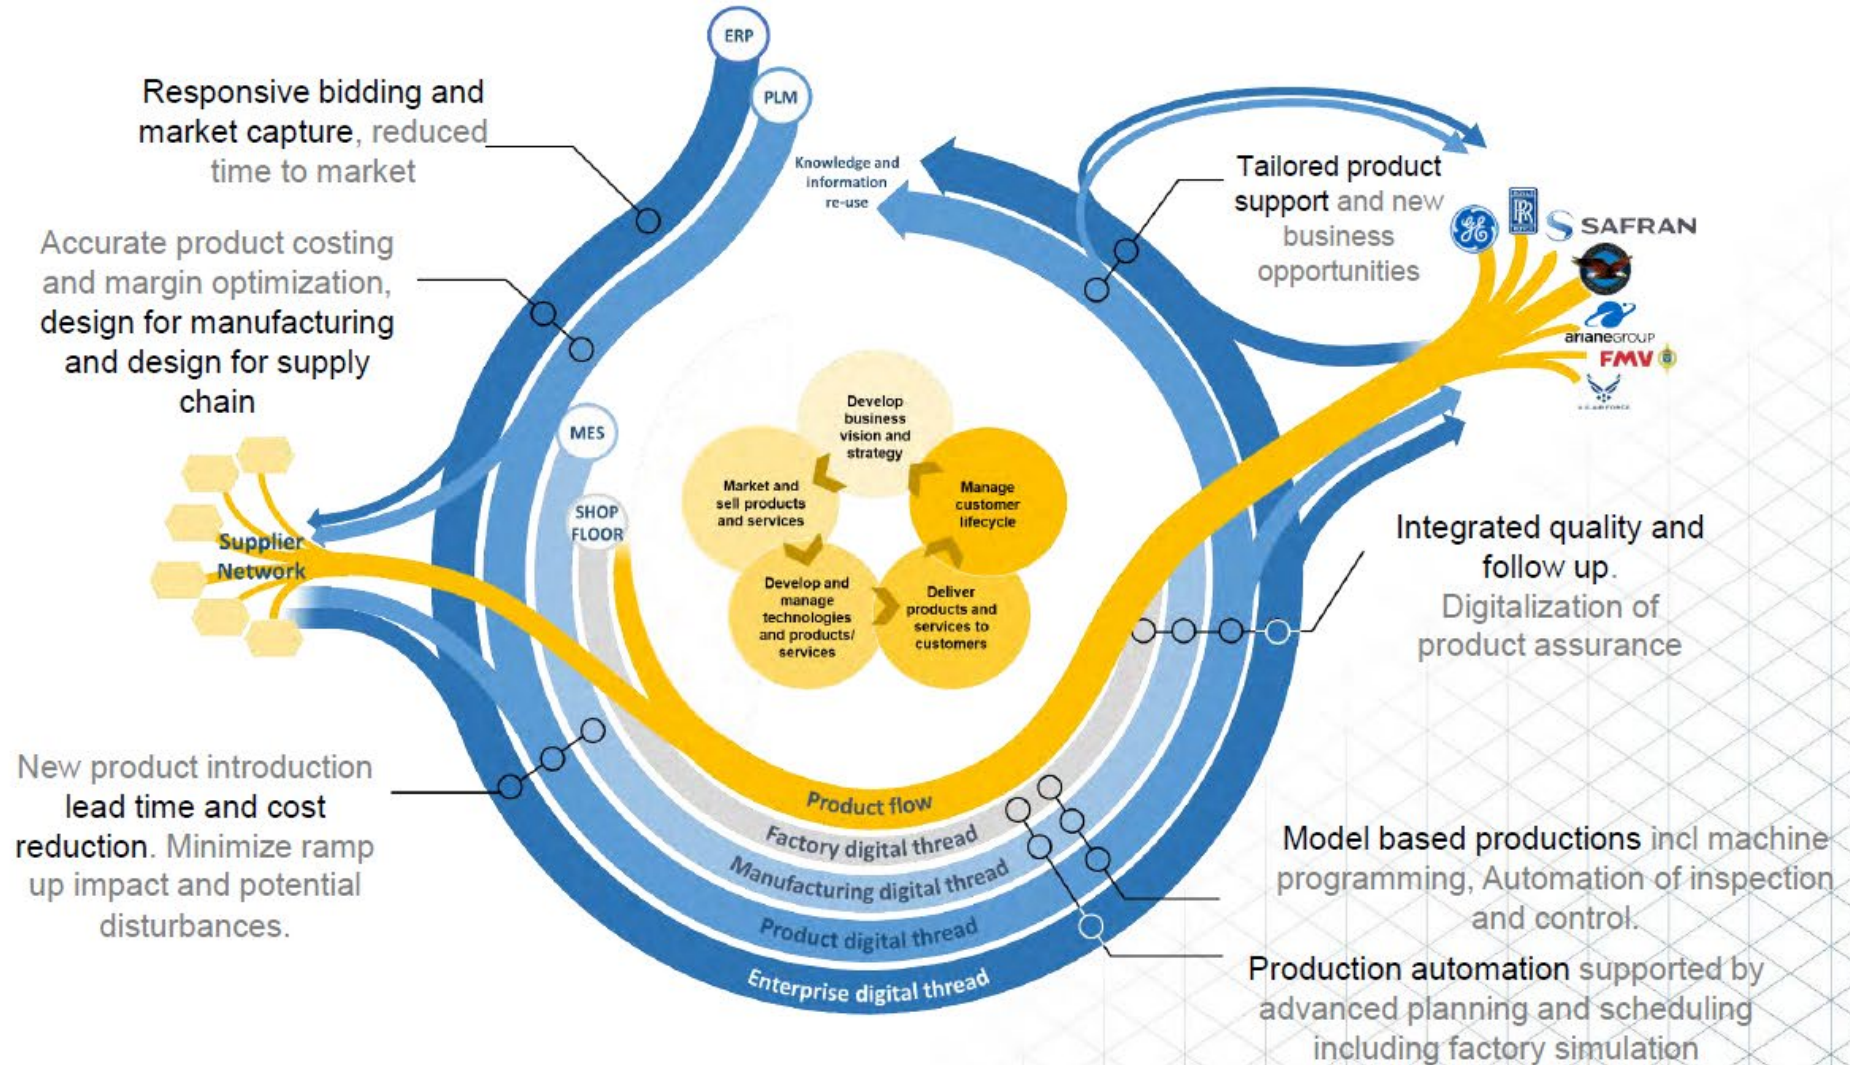 ERP
PLM
Responsive bidding and
market capture, reduced
time to market
Knowledge and
information
re-use
Accurate product costing
and margin optimization,
design for manufacturing
and design for supply
chain
Tailored product
support and new
business
opportunities
GE
RR
SAFRAN
arianeGROUP
FMV
U.S. AIR FORCE
MES
SHOP
FLOOR
Supplier
Network
Develop
business
vision and
strategy
Market and
sell products
and services
Manage
customer
lifecycle
Develop and
manage
technologies
and products/
services
Deliver
products and
services to
customers
Integrated quality and
follow up.
Digitalization of
product assurance
New product introduction
lead time and cost
reduction. Minimize ramp
up impact and potential
disturbances.
Product flow
Factory digital thread
Manufacturing digital thread
Product digital thread
Enterprise digital thread
Model based productions incl machine
programming, Automation of inspection
and control.
Production automation supported by
advanced planning and scheduling
including factory simulation